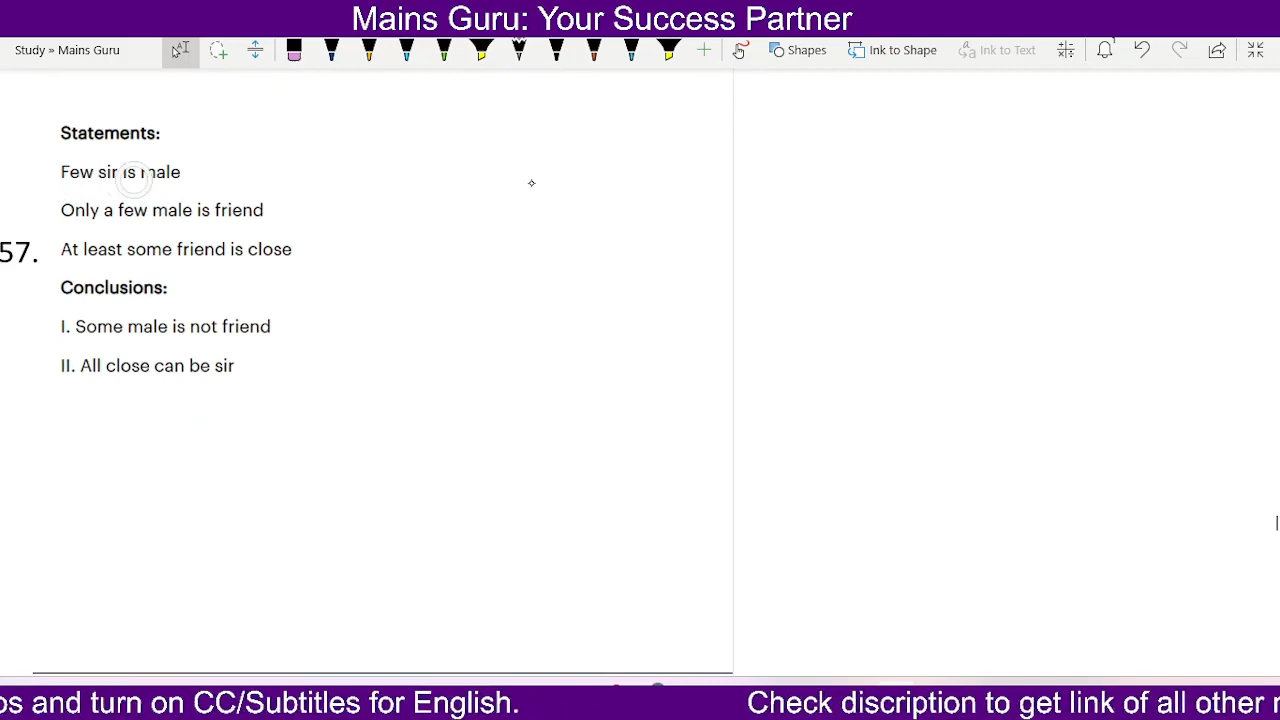 Mains Guru: Your Success Partner
Study » Mains Guru
Shapes
Ink to Shape
Ink to Text
Statements:
Few sir is male
Only a few male is friend
57. At least some friend is close
Conclusions:
I. Some male is not friend
II. All close can be sir
os and turn on CC/Subtitles for English. Check discription to get link of all other